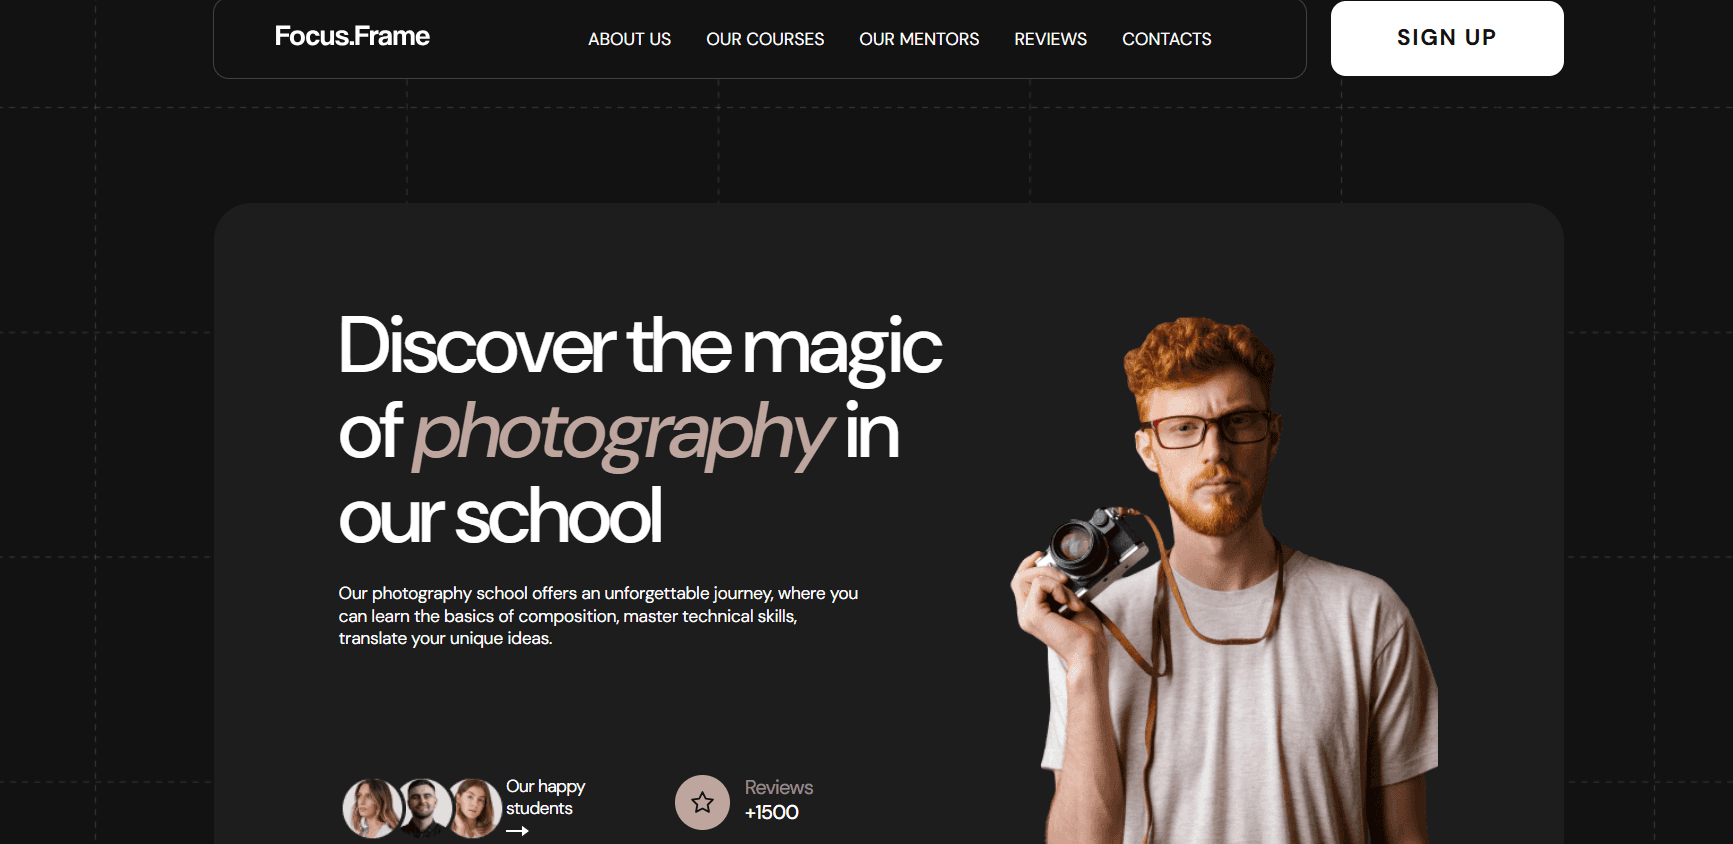 Focus.Frame
ABOUT US
OUR COURSES
OUR MENTORS
REVIEWS
CONTACTS
SIGN UP
Discover the magic
of photography in
our school
Our photography school offers an unforgettable journey, where you
can learn the basics of composition, master technical skills,
translate your unique ideas.
Our happy
students
Reviews
+1500